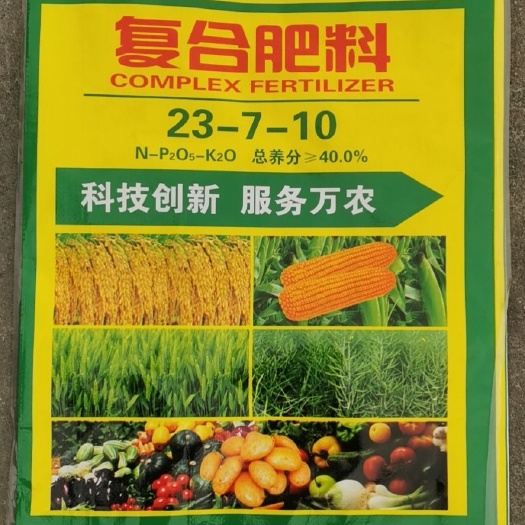 复合肥料
COMPLEX FERTILIZER
23-7-10
N-P₂O₅-K₂O 总养分≥40.0%
科技创新 服务万农